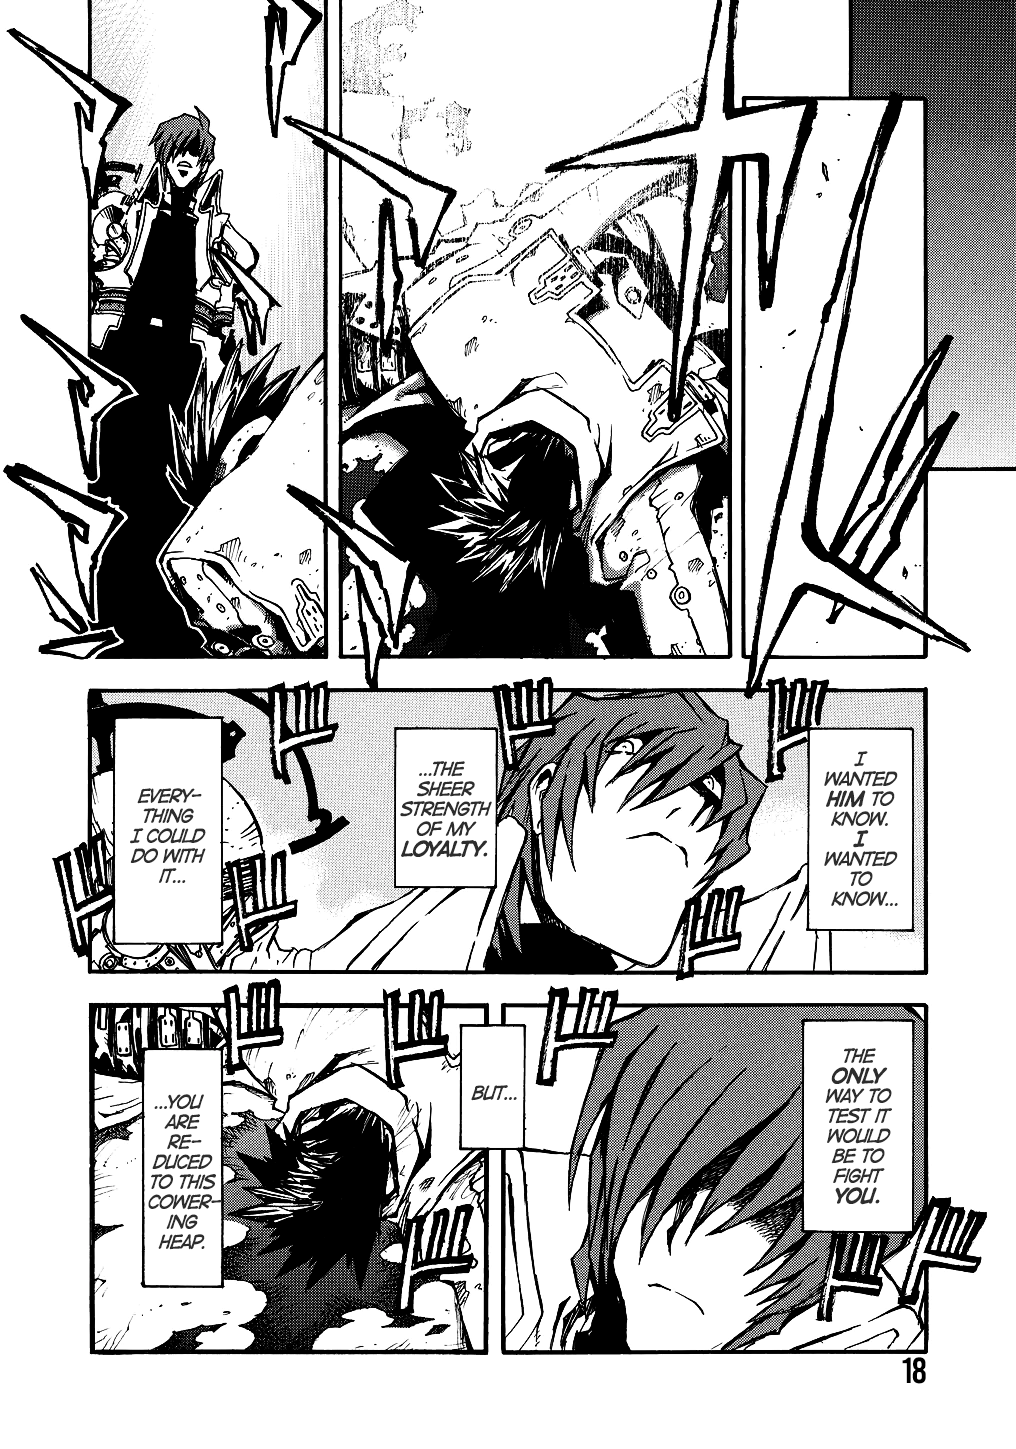 I
WANTED
HIM TO
KNOW.
I
WANTED
TO
KNOW...
...THE
SHEER
STRENGTH
OF MY
LOYALTY.
EVERY-
THING
I COULD
DO WITH
IT...
THE
ONLY
WAY TO
TEST IT
WOULD
BE TO
FIGHT
YOU.
BUT...
...YOU
ARE
RE-
DUCED
TO THIS
COWER-
ING
HEAP.
18